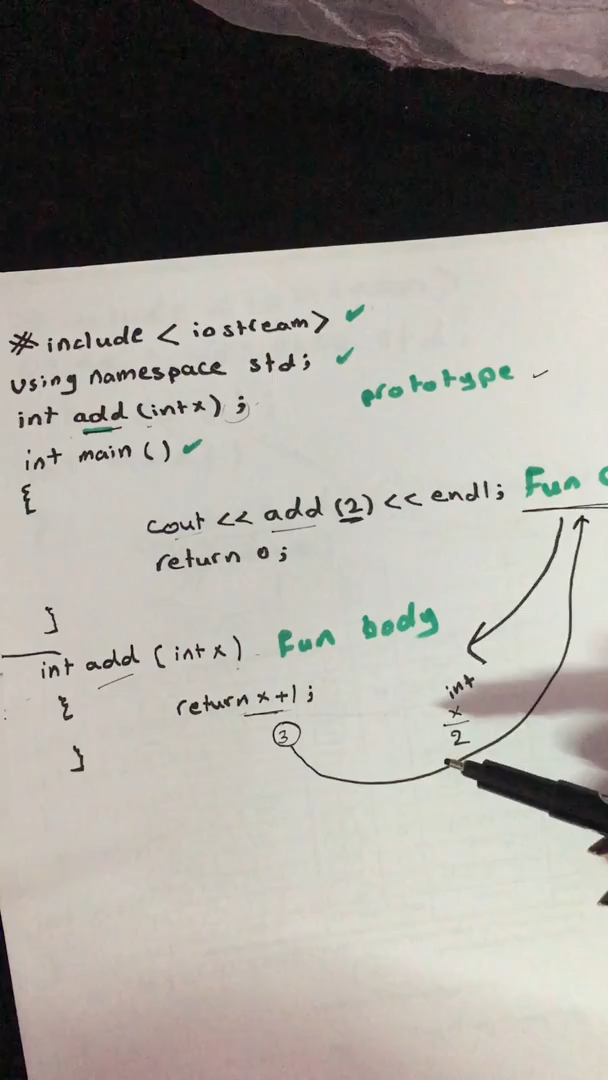 #include <iostream>
using namespace std;
int add (int x) ; prototype
int main ()
{
cout << add (2) << endl; Fun
return 0;
}
int add (int x) Fun body
{ return x+1;
}
3
int
x
2